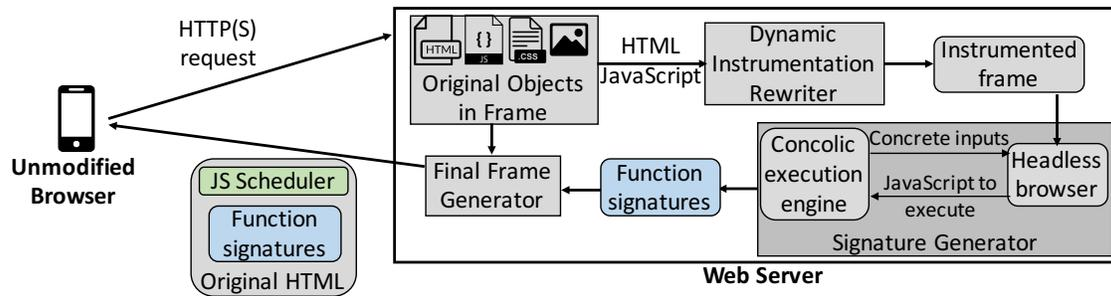 HTTP(S)
request
Unmodified
Browser
JS Scheduler
Function
signatures
Original HTML
HTML
JS
.CSS
Original Objects
in Frame
HTML
JavaScript
Dynamic
Instrumentation
Rewriter
Instrumented
frame
Final Frame
Generator
Function
signatures
Concolic
execution
engine
Concrete inputs
JavaScript to
execute
Headless
browser
Signature Generator
Web Server